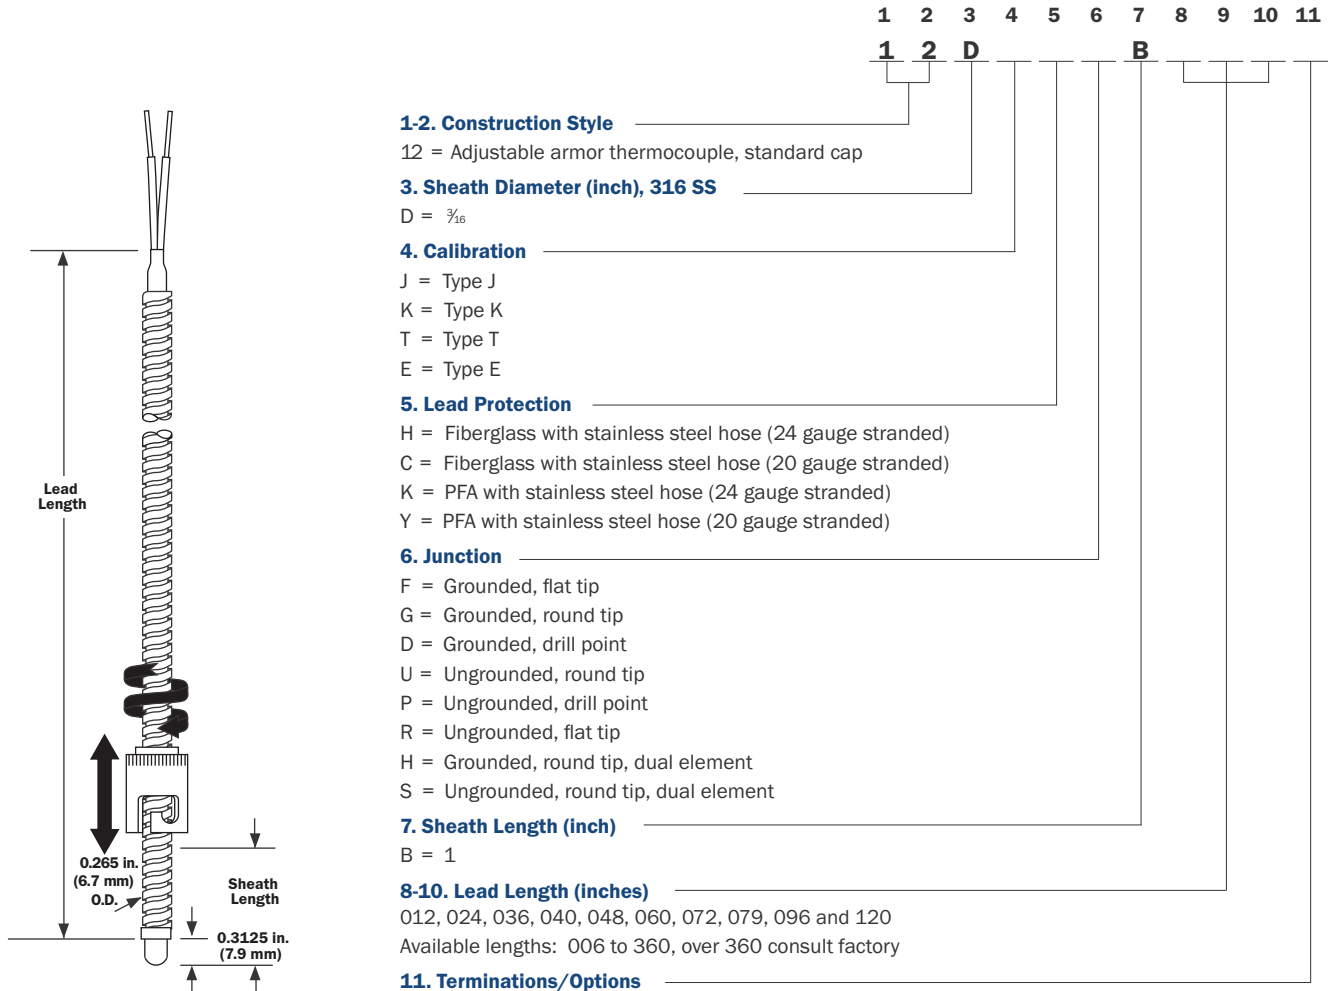 1 2 3 4 5 6 7 8 9 10 11
1 2 D B
1-2. Construction Style
12 = Adjustable armor thermocouple, standard cap
3. Sheath Diameter (inch), 316 SS
D = 3⁄16
4. Calibration
J = Type J
K = Type K
T = Type T
E = Type E
5. Lead Protection
H = Fiberglass with stainless steel hose (24 gauge stranded)
C = Fiberglass with stainless steel hose (20 gauge stranded)
K = PFA with stainless steel hose (24 gauge stranded)
Y = PFA with stainless steel hose (20 gauge stranded)
6. Junction
F = Grounded, flat tip
G = Grounded, round tip
D = Grounded, drill point
U = Ungrounded, round tip
P = Ungrounded, drill point
R = Ungrounded, flat tip
H = Grounded, round tip, dual element
S = Ungrounded, round tip, dual element
7. Sheath Length (inch)
B = 1
8-10. Lead Length (inches)
012, 024, 036, 040, 048, 060, 072, 079, 096 and 120
Available lengths: 006 to 360, over 360 consult factory
11. Terminations/Options
Lead
Length
0.265 in.
(6.7 mm)
O.D.
Sheath
Length
0.3125 in.
(7.9 mm)